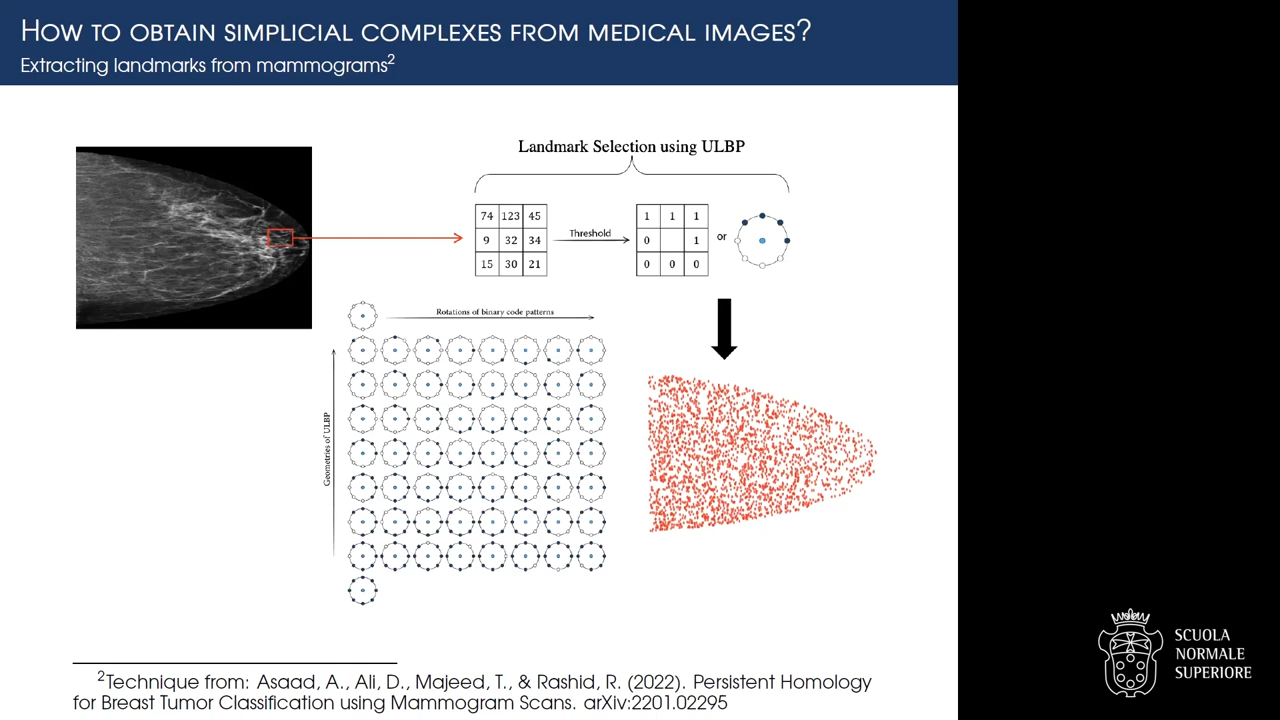 HOW TO OBTAIN SIMPLICIAL COMPLEXES FROM MEDICAL IMAGES?
Extracting landmarks from mammograms2
Landmark Selection using ULBP
74 123 45
9 32 34
15 30 21
Threshold
1 1 1
0 1
0 0 0
or
Rotations of binary code patterns
Geometries of ULBP
2Technique from: Asaad, A., Ali, D., Majeed, T., & Rashid, R. (2022). Persistent Homology
for Breast Tumor Classification using Mammogram Scans. arXiv:2201.02295
SCUOLA
NORMALE
SUPERIORE